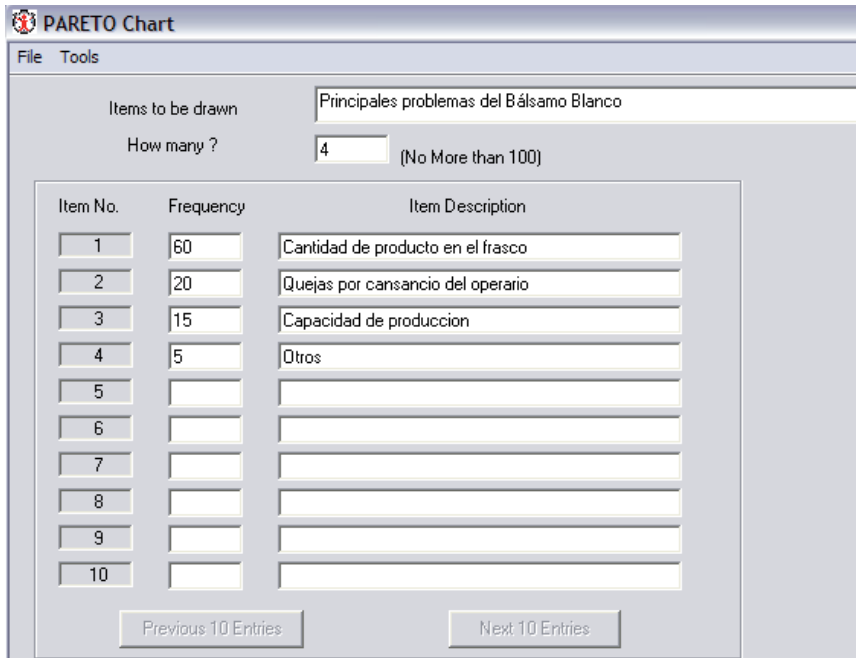 PARETO Chart
File Tools
Items to be drawn Principales problemas del Bálsamo Blanco
How many ? 4 (No More than 100)
Item No. Frequency Item Description
1 60 Cantidad de producto en el frasco
2 20 Quejas por cansancio del operario
3 15 Capacidad de produccion
4 5 Otros
5
6
7
8
9
10
Previous 10 Entries Next 10 Entries